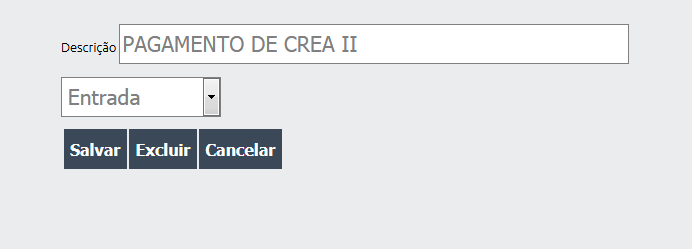 Descrição PAGAMENTO DE CREA II
Entrada
Salvar Excluir Cancelar